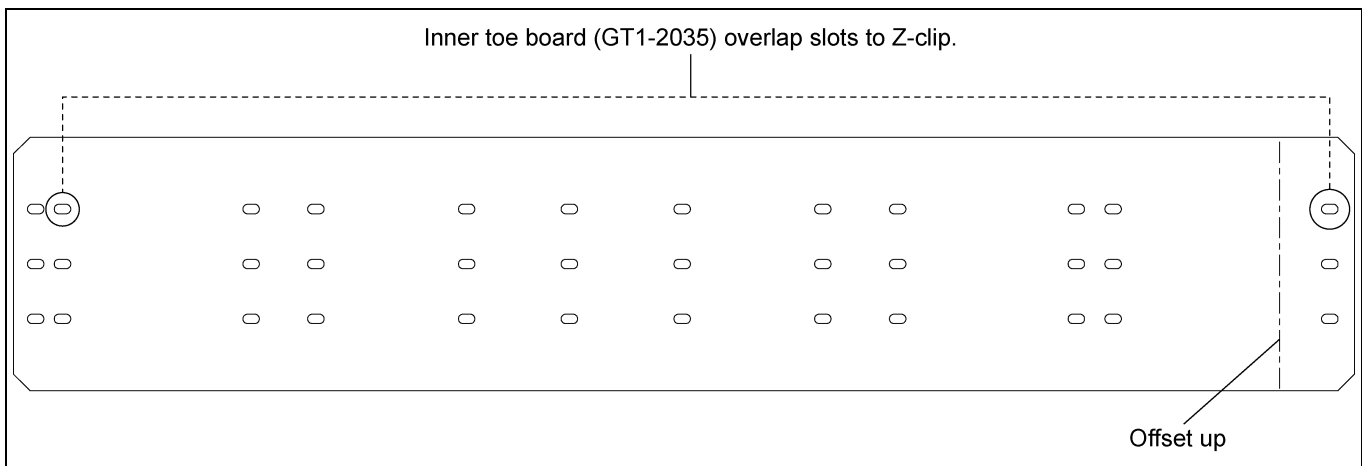 Inner toe board (GT1-2035) overlap slots to Z-clip.
Offset up